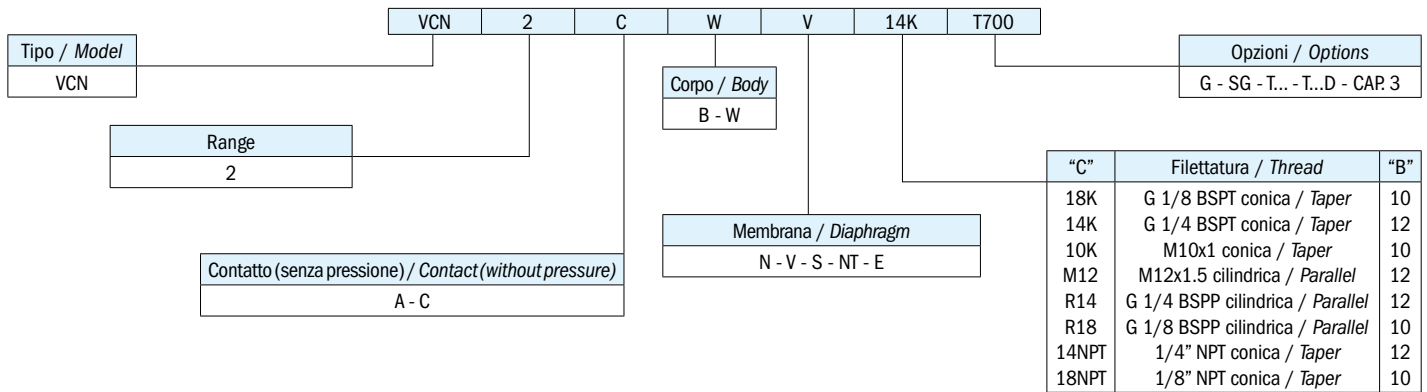 VCN 2 C W V 14K T700
Tipo / Model
VCN
Opzioni / Options
G - SG - T... - T...D - CAP. 3
Corpo / Body
B - W
Range
2
"C" Filettatura / Thread "B"
18K G 1/8 BSPT conica / Taper 10
14K G 1/4 BSPT conica / Taper 12
10K M10x1 conica / Taper 10
M12 M12x1.5 cilindrica / Parallel 12
R14 G 1/4 BSPP cilindrica / Parallel 12
R18 G 1/8 BSPP cilindrica / Parallel 10
14NPT 1/4" NPT conica / Taper 12
18NPT 1/8" NPT conica / Taper 10
Membrana / Diaphragm
N - V - S - NT - E
Contatto (senza pressione) / Contact (without pressure)
A - C